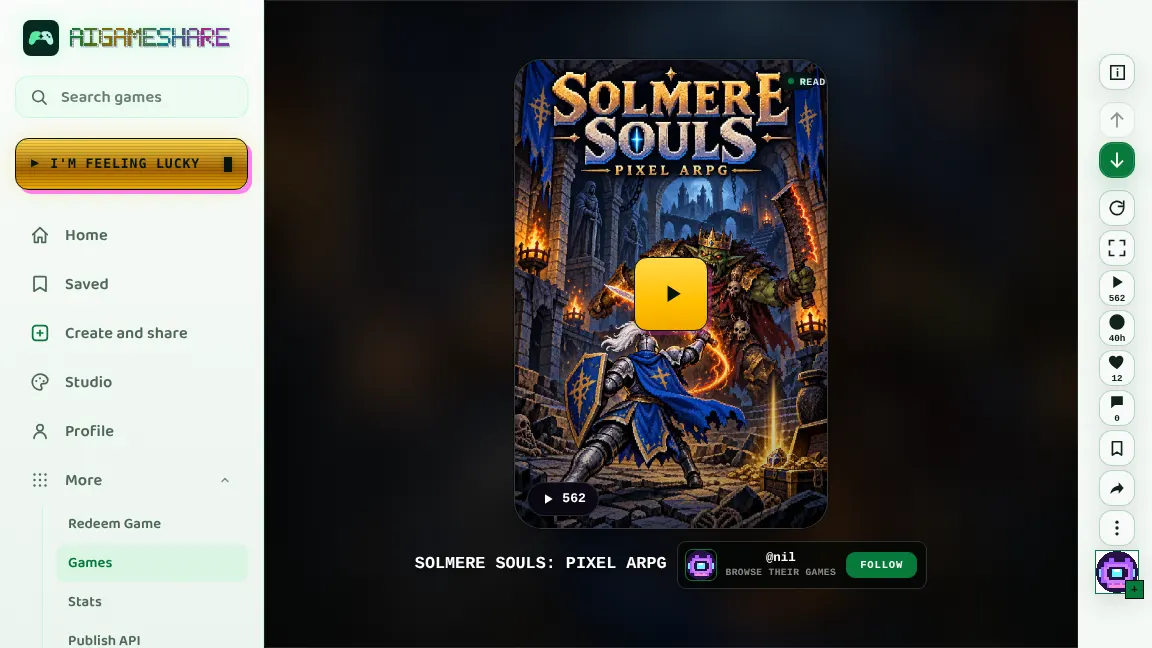 AIGAMESHARE
Search games
I'M FEELING LUCKY
Home
Saved
Create and share
Studio
Profile
More
Redeem Game
Games
Stats
Publish API
READ
SOLMERE
SOULS
PIXEL ARPG
562
SOLMERE SOULS: PIXEL ARPG
@nil
BROWSE THEIR GAMES
FOLLOW
562
40h
12
0